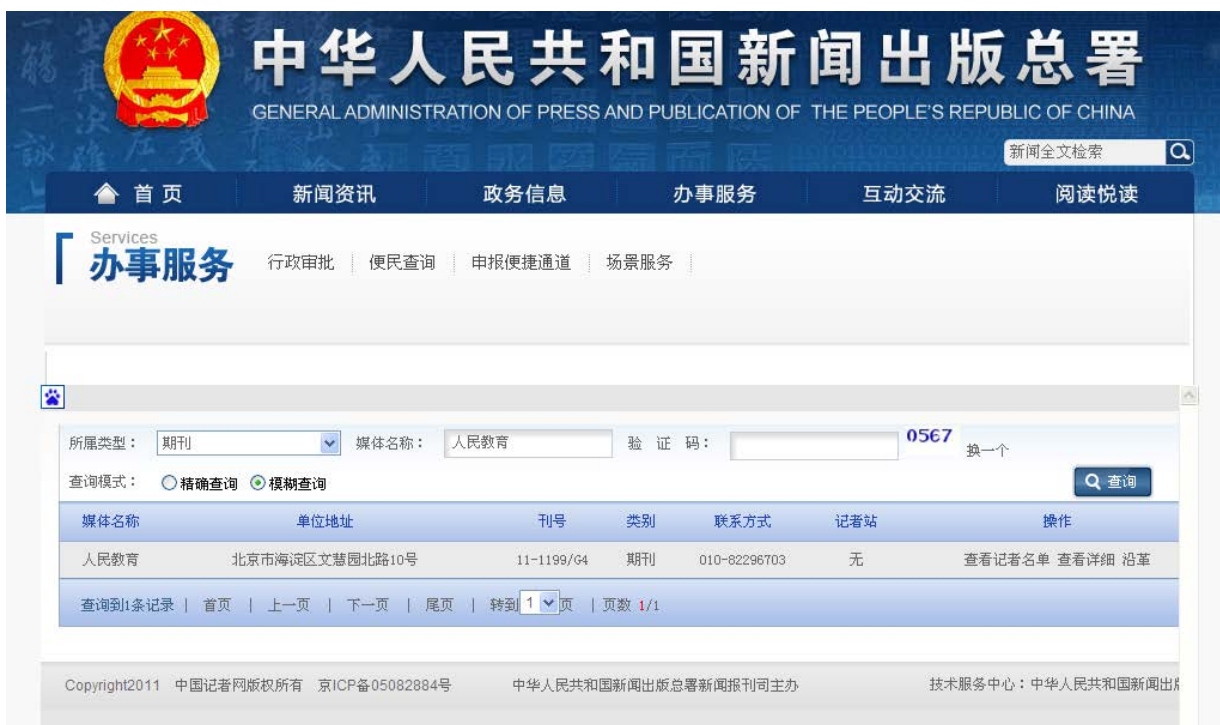 中华人民共和国新闻出版总署
GENERAL ADMINISTRATION OF PRESS AND PUBLICATION OF THE PEOPLE'S REPUBLIC OF CHINA
新闻全文检索
首页 新闻资讯 政务信息 办事服务 互动交流 阅读悦读
Services
办事服务 行政审批 | 便民查询 | 申报便捷通道 | 场景服务 |
所属类型： 期刊 媒体名称： 人民教育 验 证 码： 0567 换一个
查询模式： 精确查询 模糊查询 查询
媒体名称 单位地址 刊号 类别 联系方式 记者站 操作
人民教育 北京市海淀区文慧园北路10号 11-1199/G4 期刊 010-82296703 无 查看记者名单 查看详细 沿革
查询到1条记录 | 首页 | 上一页 | 下一页 | 尾页 | 转到 1 页 | 页数 1/1
Copyright2011 中国记者网版权所有 京ICP备05082884号 中华人民共和国新闻出版总署新闻报刊司主办 技术服务中心：中华人民共和国新闻出